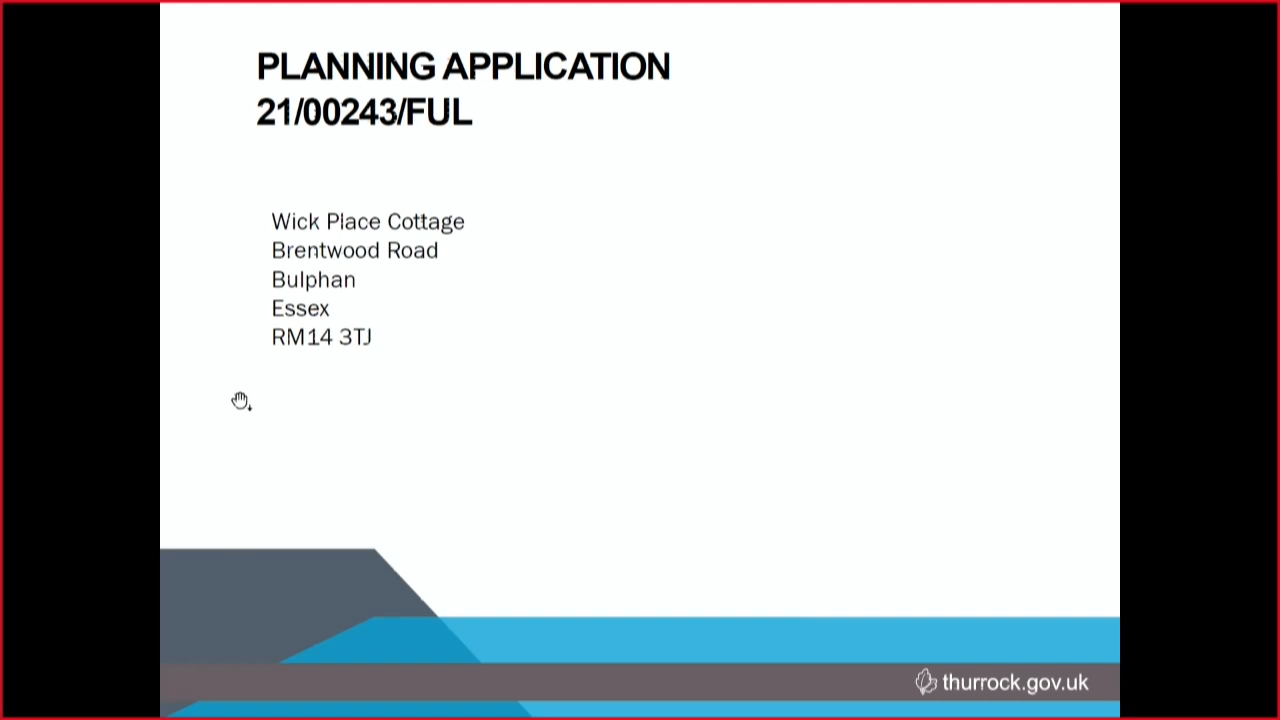 PLANNING APPLICATION
21/00243/FUL
Wick Place Cottage
Brentwood Road
Bulphan
Essex
RM14 3TJ
thurrock.gov.uk